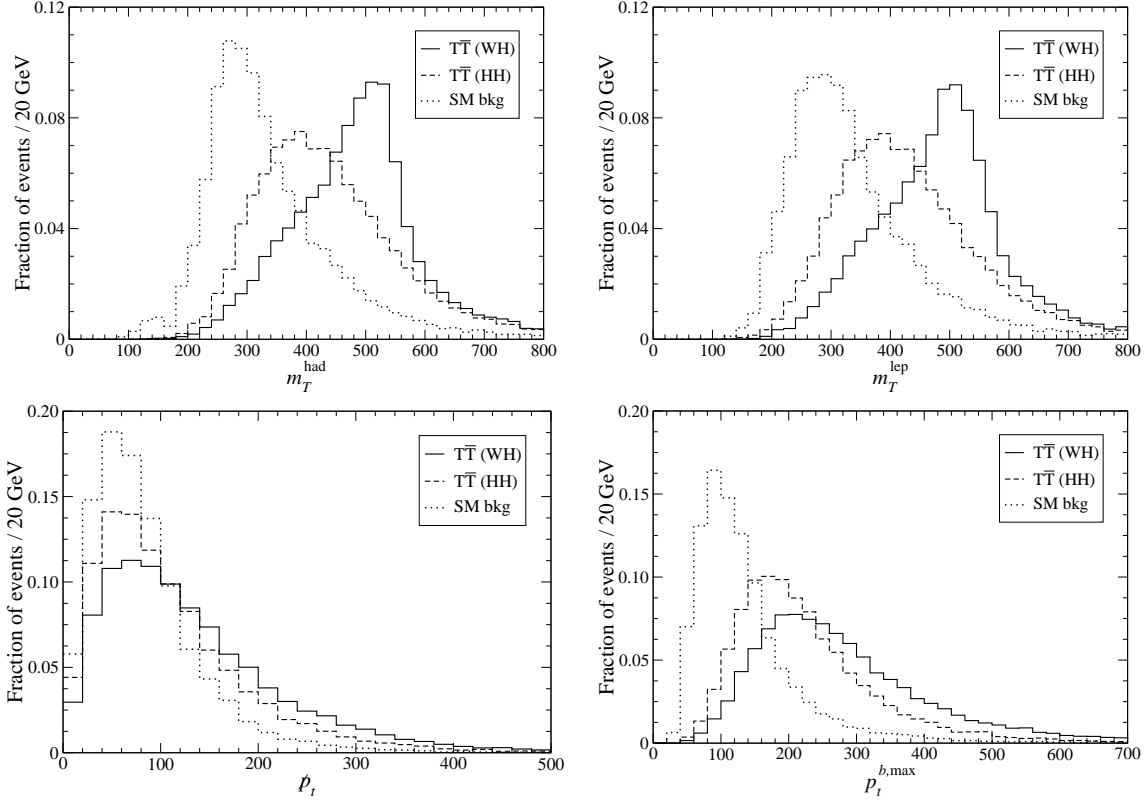 0.12
0.08
0.04
0
Fraction of events / 20 GeV
TT̅ (WH)
TT̅ (HH)
SM bkg
0 100 200 300 400 500 600 700 800
m_T^had
0.12
0.08
0.04
0
Fraction of events / 20 GeV
TT̅ (WH)
TT̅ (HH)
SM bkg
0 100 200 300 400 500 600 700 800
m_T^lep
0.20
0.15
0.10
0.05
0.00
Fraction of events / 20 GeV
TT̅ (WH)
TT̅ (HH)
SM bkg
0 100 200 300 400 500
p̸_t
0.20
0.15
0.10
0.05
0.00
Fraction of events / 20 GeV
TT̅ (WH)
TT̅ (HH)
SM bkg
0 100 200 300 400 500 600 700
p_t^b,max